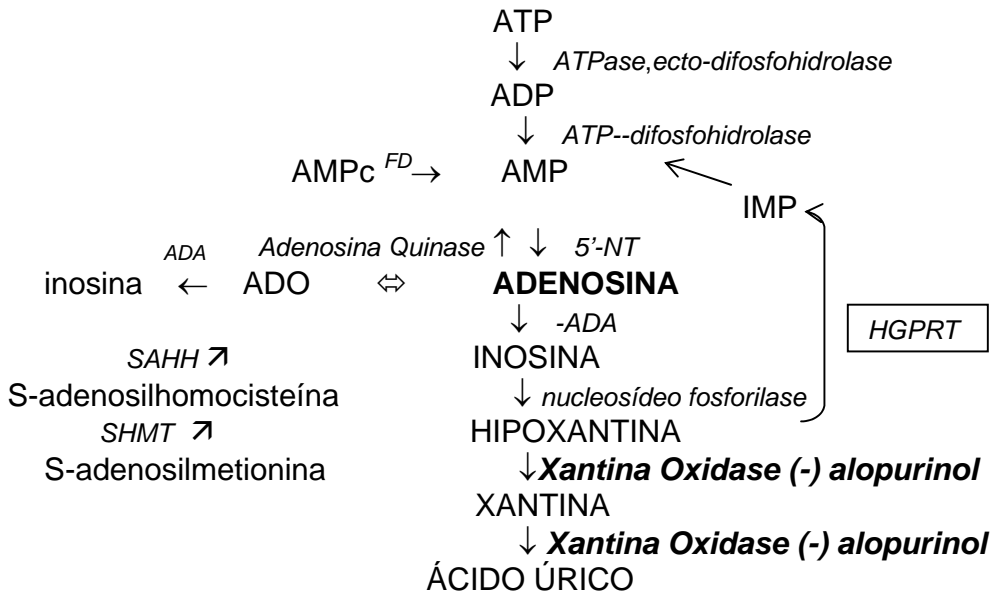 ATP
↓ ATPase,ecto-difosfohidrolase
ADP
↓ ATP--difosfohidrolase
AMPc FD→ AMP
IMP
Adenosina Quinase ↑ ↓ 5'-NT
ADA
inosina ← ADO ⇔ ADENOSINA
↓ -ADA
HGPRT
SAHH ↗ INOSINA
S-adenosilhomocisteína ↓ nucleosídeo fosforilase
SHMT ↗ HIPOXANTINA
S-adenosilmetionina ↓Xantina Oxidase (-) alopurinol
XANTINA
↓ Xantina Oxidase (-) alopurinol
ÁCIDO ÚRICO